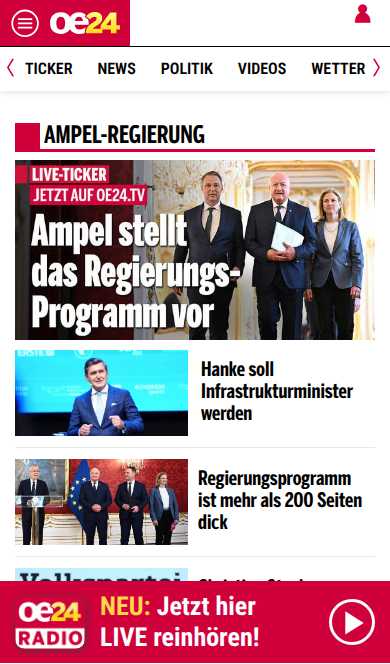 oe24
TICKER NEWS POLITIK VIDEOS WETTER
AMPEL-REGIERUNG
LIVE-TICKER
JETZT AUF OE24.TV
Ampel stellt
das Regierungs-
Programm vor
Hanke soll
Infrastrukturminister
werden
Regierungsprogramm
ist mehr als 200 Seiten
dick
Volkspartei
oe24
RADIO
NEU: Jetzt hier
LIVE reinhören!